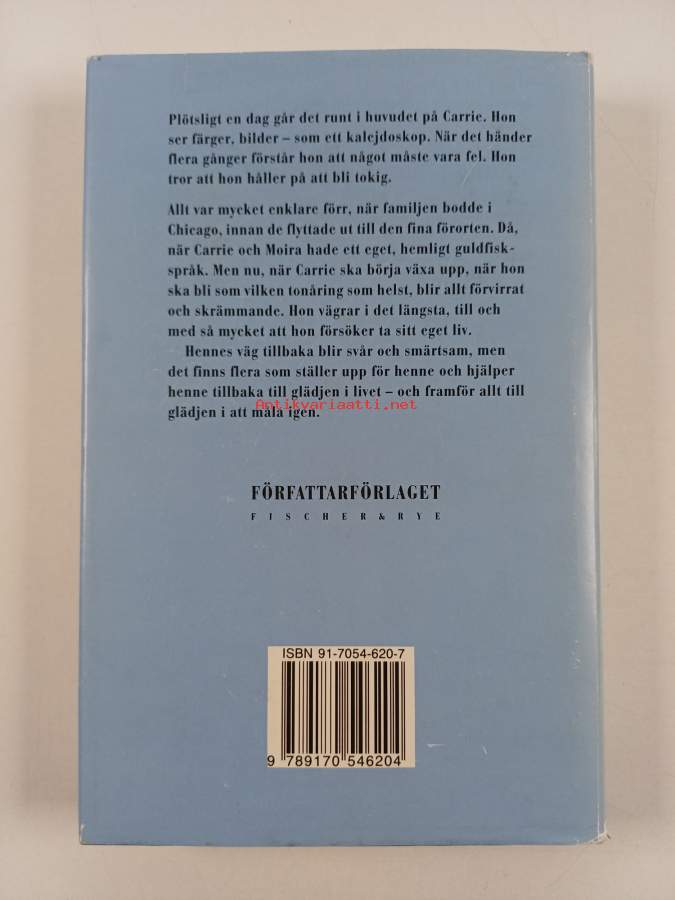 Plötsligt en dag går det runt i huvudet på Carrie. Hon
ser färger, bilder – som ett kalejdoskop. När det händer
flera gånger förstår hon att något måste vara fel. Hon
tror att hon håller på att bli tokig.
Allt var mycket enklare förr, när familjen bodde i
Chicago, innan de flyttade ut till den fina förorten. Då,
när Carrie och Moira hade ett eget, hemligt guldfisk-
språk. Men nu, när Carrie ska börja växa upp, när hon
ska bli som vilken tonåring som helst, blir allt förvirrat
och skrämmande. Hon vägrar i det längsta, till och
med så mycket att hon försöker ta sitt eget liv.
Hennes väg tillbaka blir svår och smärtsam, men
det finns flera som ställer upp för henne och hjälper
henne tillbaka till glädjen i livet – och framför allt till
Antikvariaatti.net
glädjen i att måla igen.
FÖRFATTARFÖRLAGET
FISCHER&RYE
ISBN 91-7054-620-7
9 789170 546204